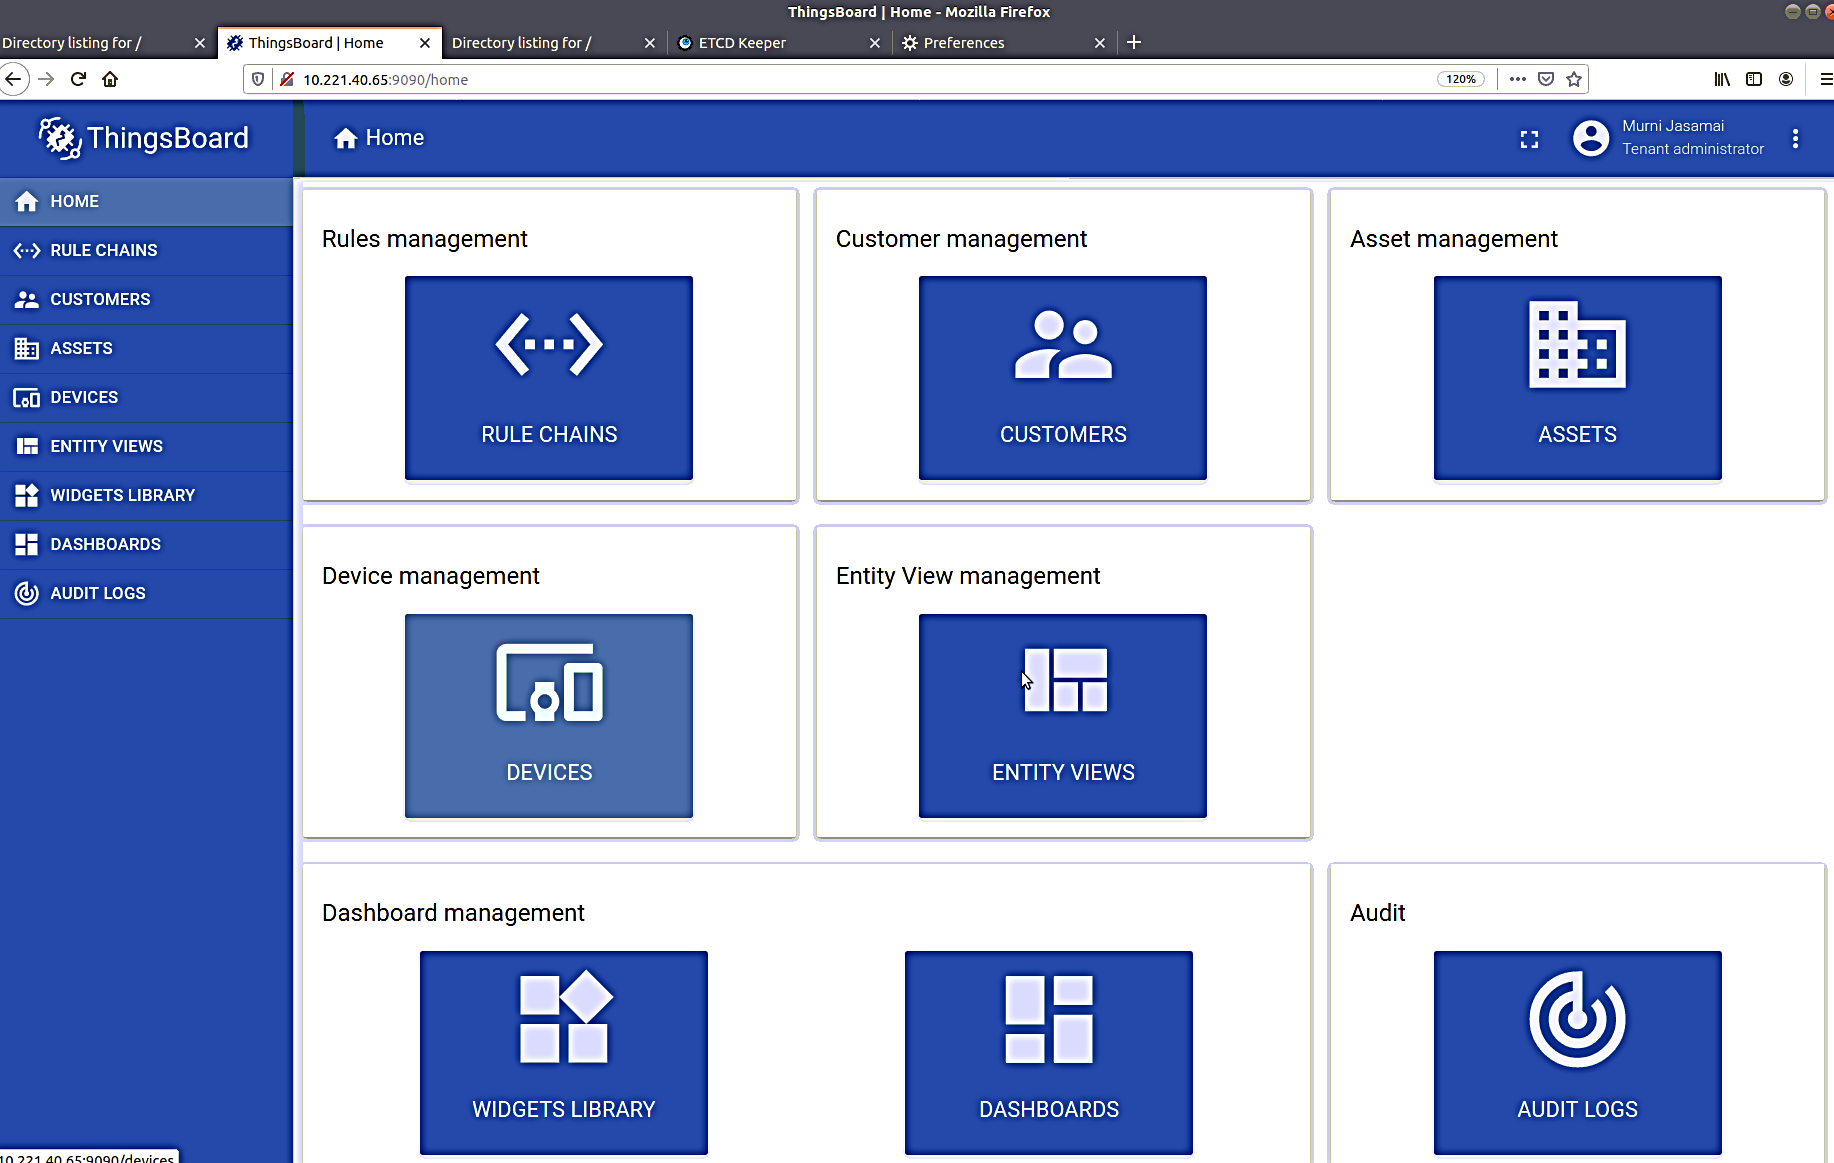 ThingsBoard | Home - Mozilla Firefox
Directory listing for /
ThingsBoard | Home
Directory listing for /
ETCD Keeper
Preferences
10.221.40.65:9090/home
120%
ThingsBoard
Home
Murni Jasamai
Tenant administrator
HOME
RULE CHAINS
CUSTOMERS
ASSETS
DEVICES
ENTITY VIEWS
WIDGETS LIBRARY
DASHBOARDS
AUDIT LOGS
Rules management
RULE CHAINS
Customer management
CUSTOMERS
Asset management
ASSETS
Device management
DEVICES
Entity View management
ENTITY VIEWS
Dashboard management
WIDGETS LIBRARY
DASHBOARDS
Audit
AUDIT LOGS
10.221.40.65:9090/devices